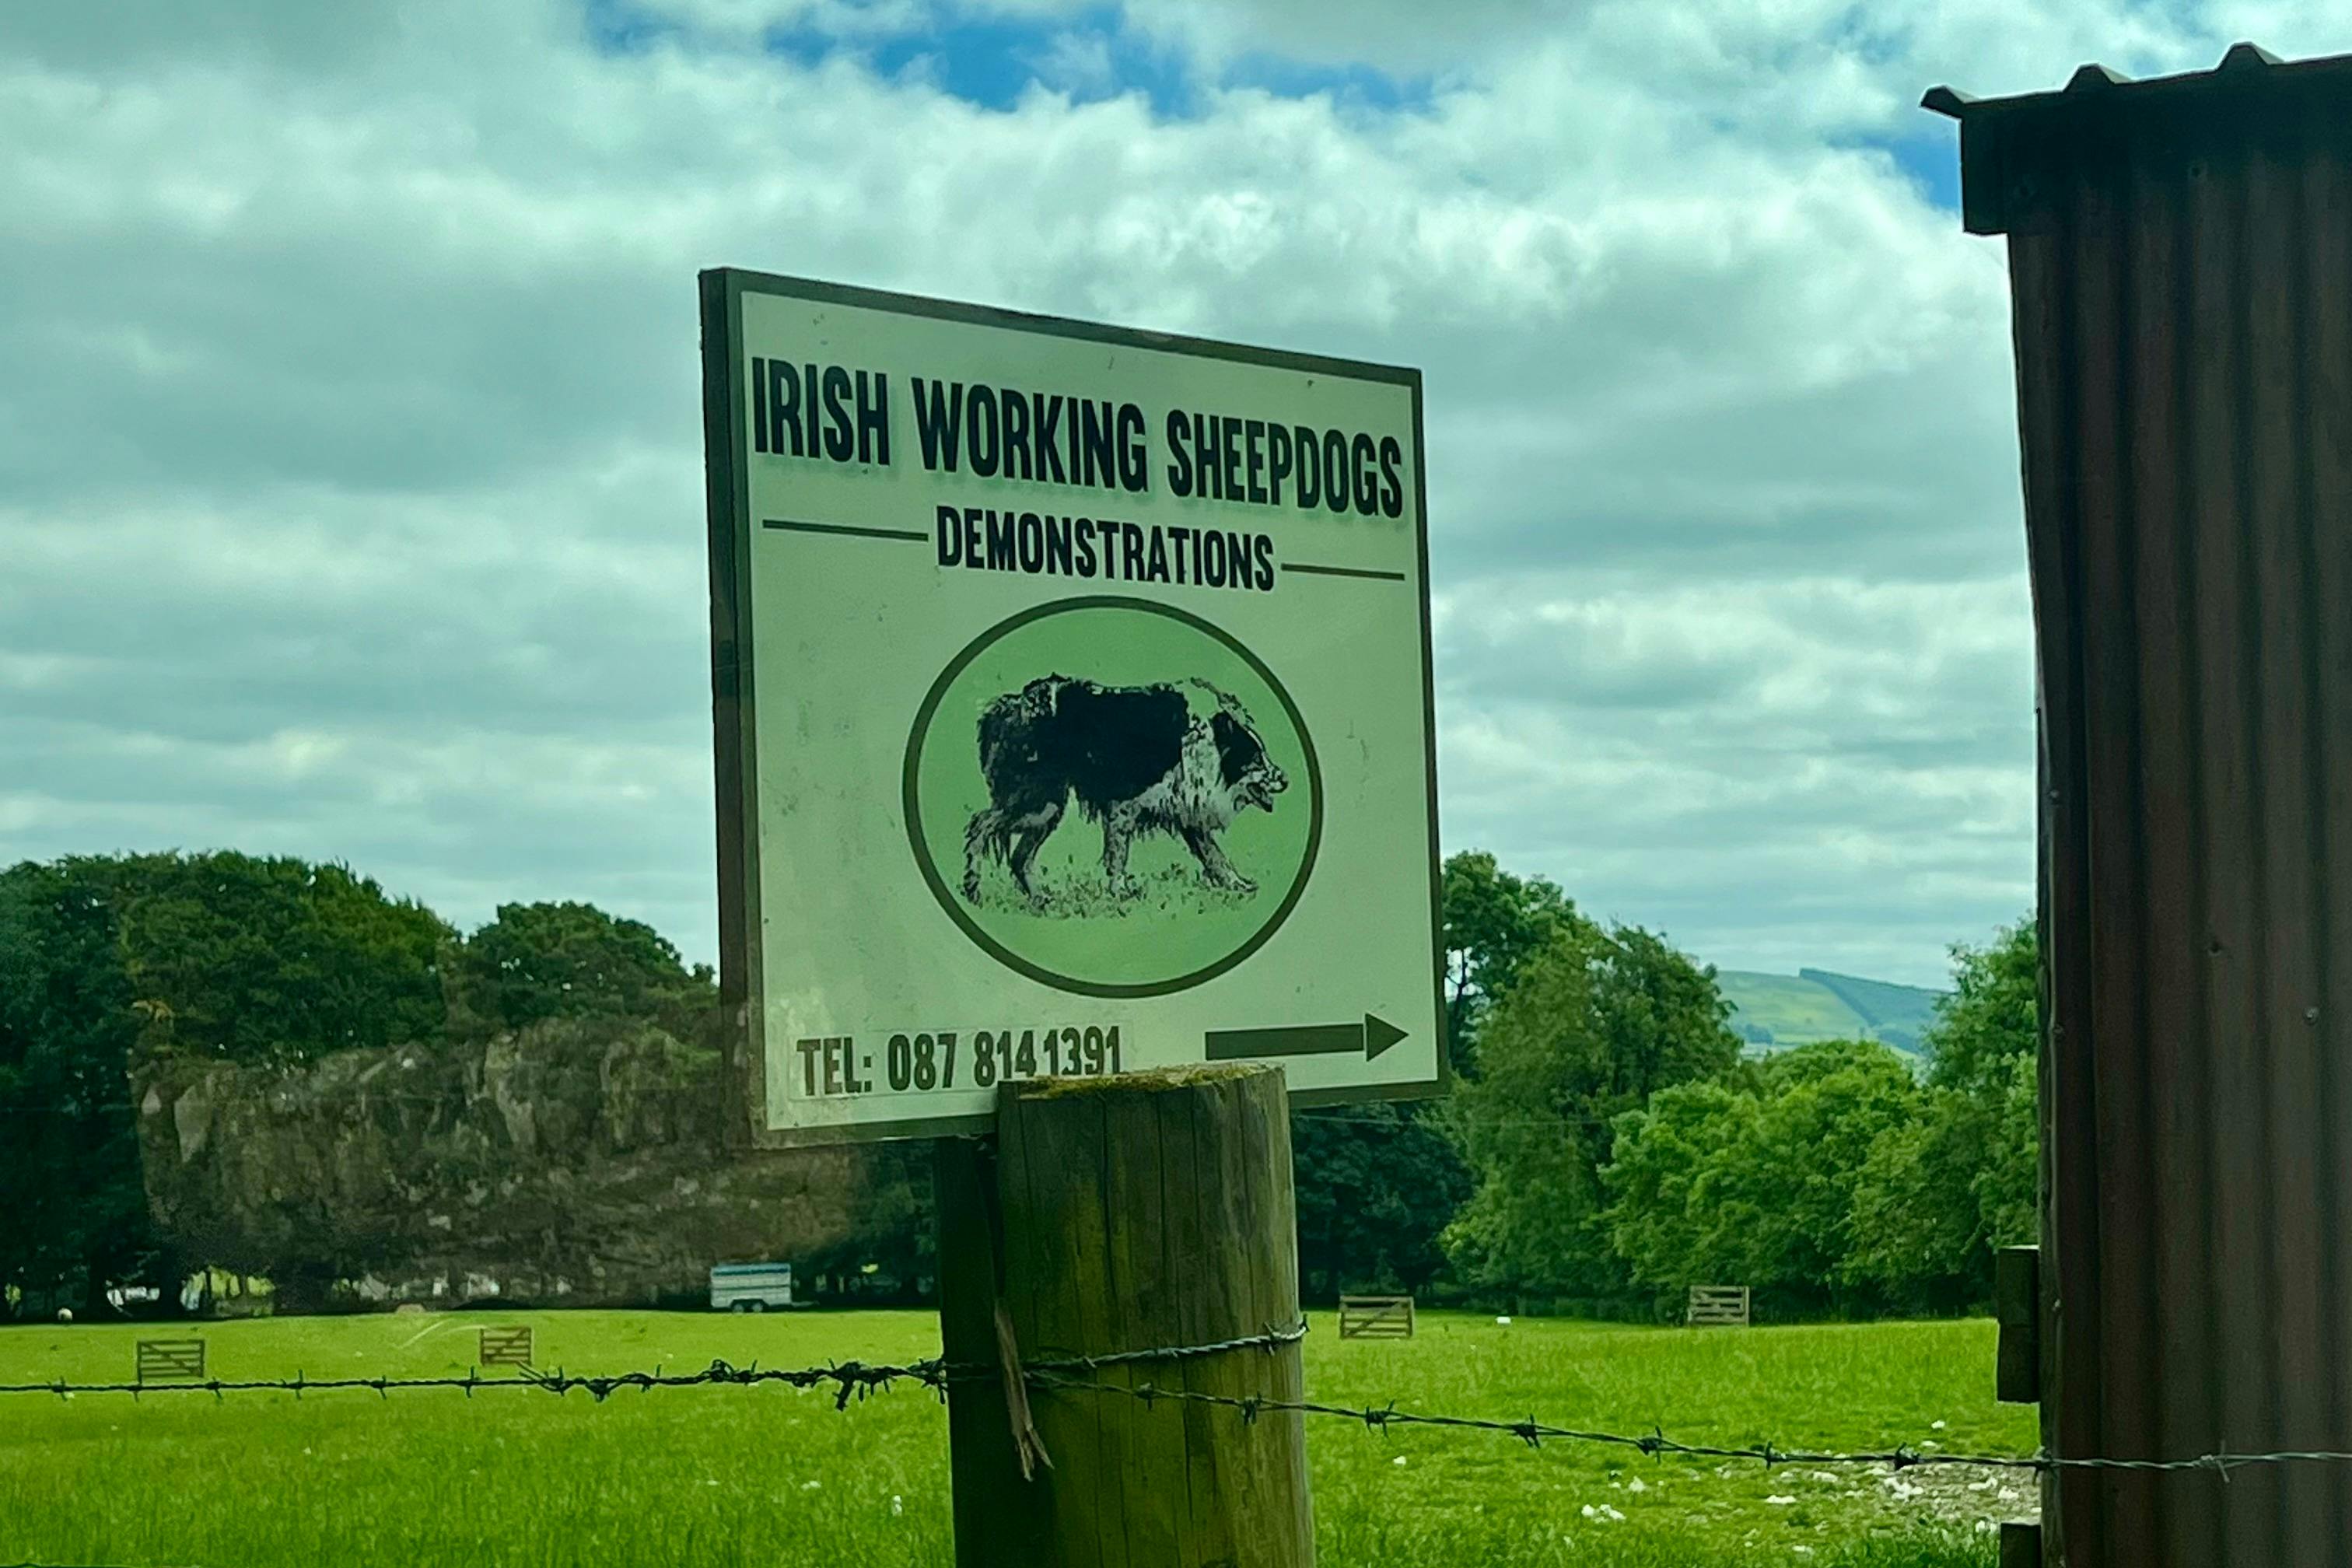 IRISH WORKING SHEEPDOGS
DEMONSTRATIONS
TEL: 087 8141391